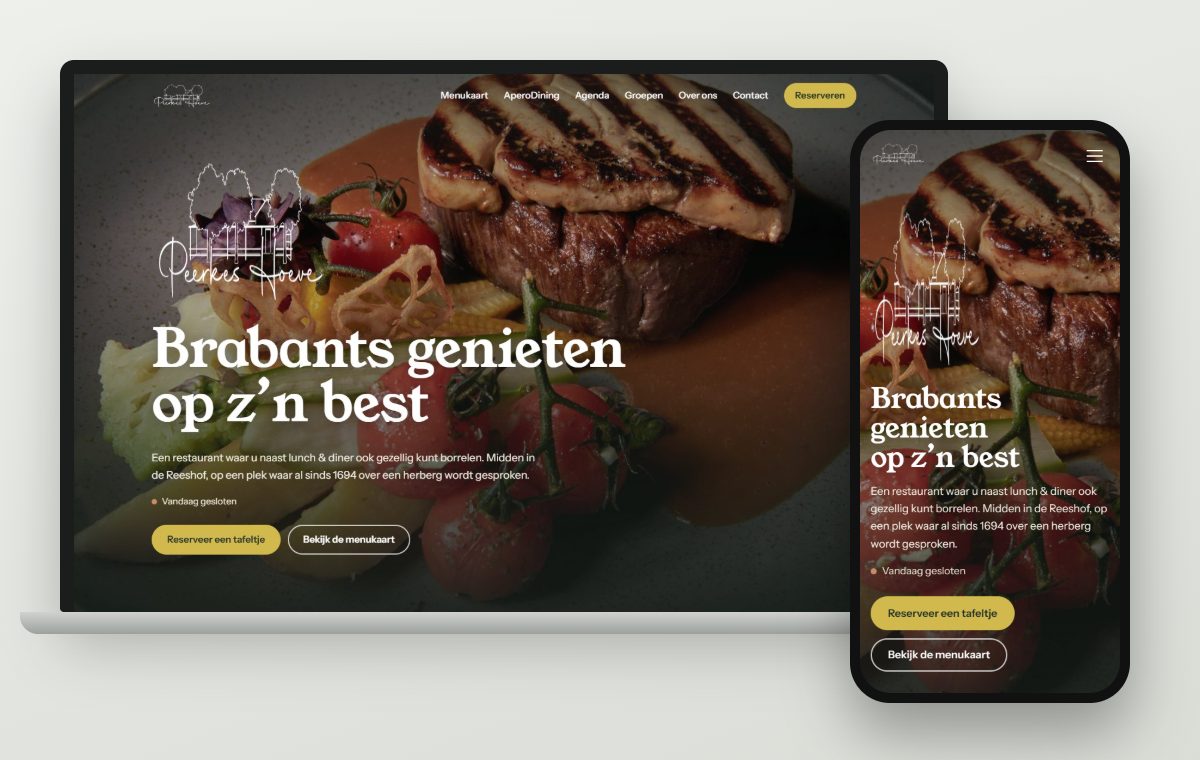 Peerkes Hoeve
Menukaart AperoDining Agenda Groepen Over ons Contact Reserveren
Peerkes Hoeve
Brabants genieten
op z’n best
Een restaurant waar u naast lunch & diner ook gezellig kunt borrelen. Midden in
de Reeshof, op een plek waar al sinds 1694 over een herberg wordt gesproken.
Vandaag gesloten
Reserveer een tafeltje Bekijk de menukaart
Peerkes Hoeve
Peerkes Hoeve
Brabants
genieten
op z’n best
Een restaurant waar u naast lunch & diner ook
gezellig kunt borrelen. Midden in de Reeshof, op
een plek waar al sinds 1694 over een herberg
wordt gesproken.
Vandaag gesloten
Reserveer een tafeltje
Bekijk de menukaart